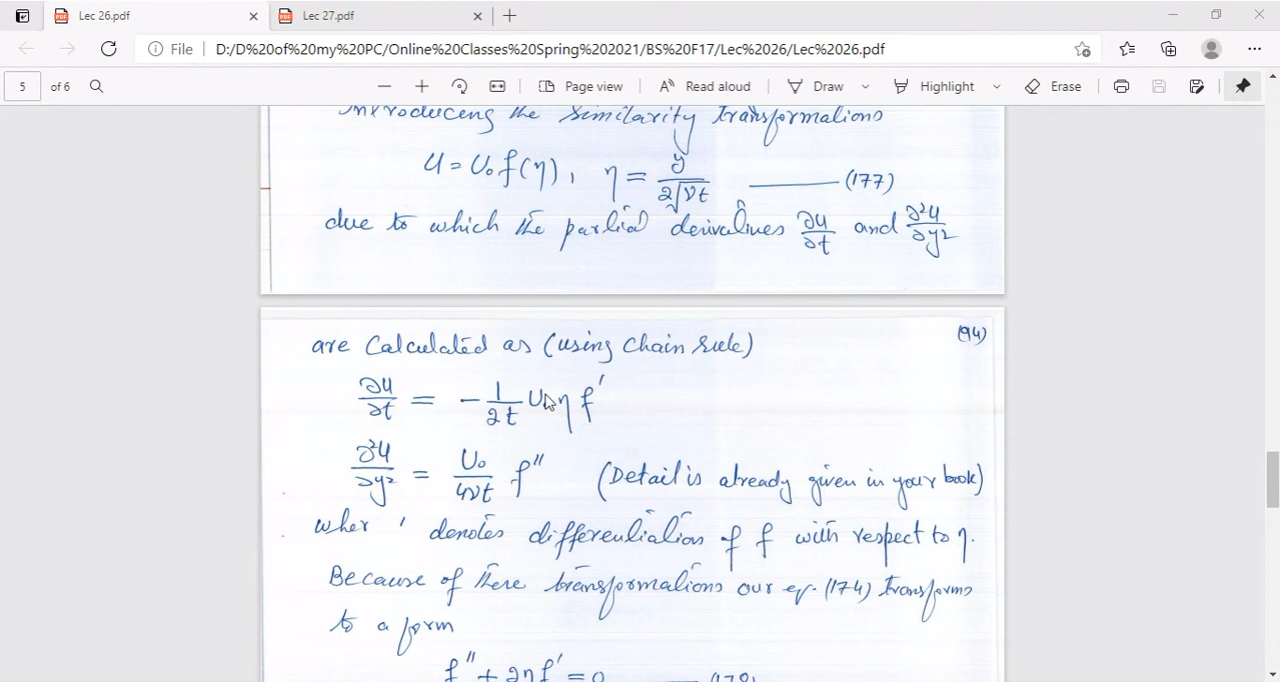 Lec 26.pdf
Lec 27.pdf
File
D:/D%20of%20my%20PC/Online%20Classes%20Spring%202021/BS%20F17/Lec%2026/Lec%2026.pdf
5 of 6
Page view
Read aloud
Draw
Highlight
Erase
introducing the similarity transformations
u = U₀ f(η), η = y/2√νt ——— (177)
due to which the partial derivatives ∂u/∂t and ∂²u/∂y²
(94)
are calculated as (using chain rule)
∂u/∂t = - 1/2t U₀ η f'
∂²u/∂y² = U₀/4νt f'' (Detail is already given in your book)
wher ' denotes differentiation of f with respect to η.
Because of these transformations our eq. (174) transforms
to a form
f'' + 2ηf' = 0 ——— (178)